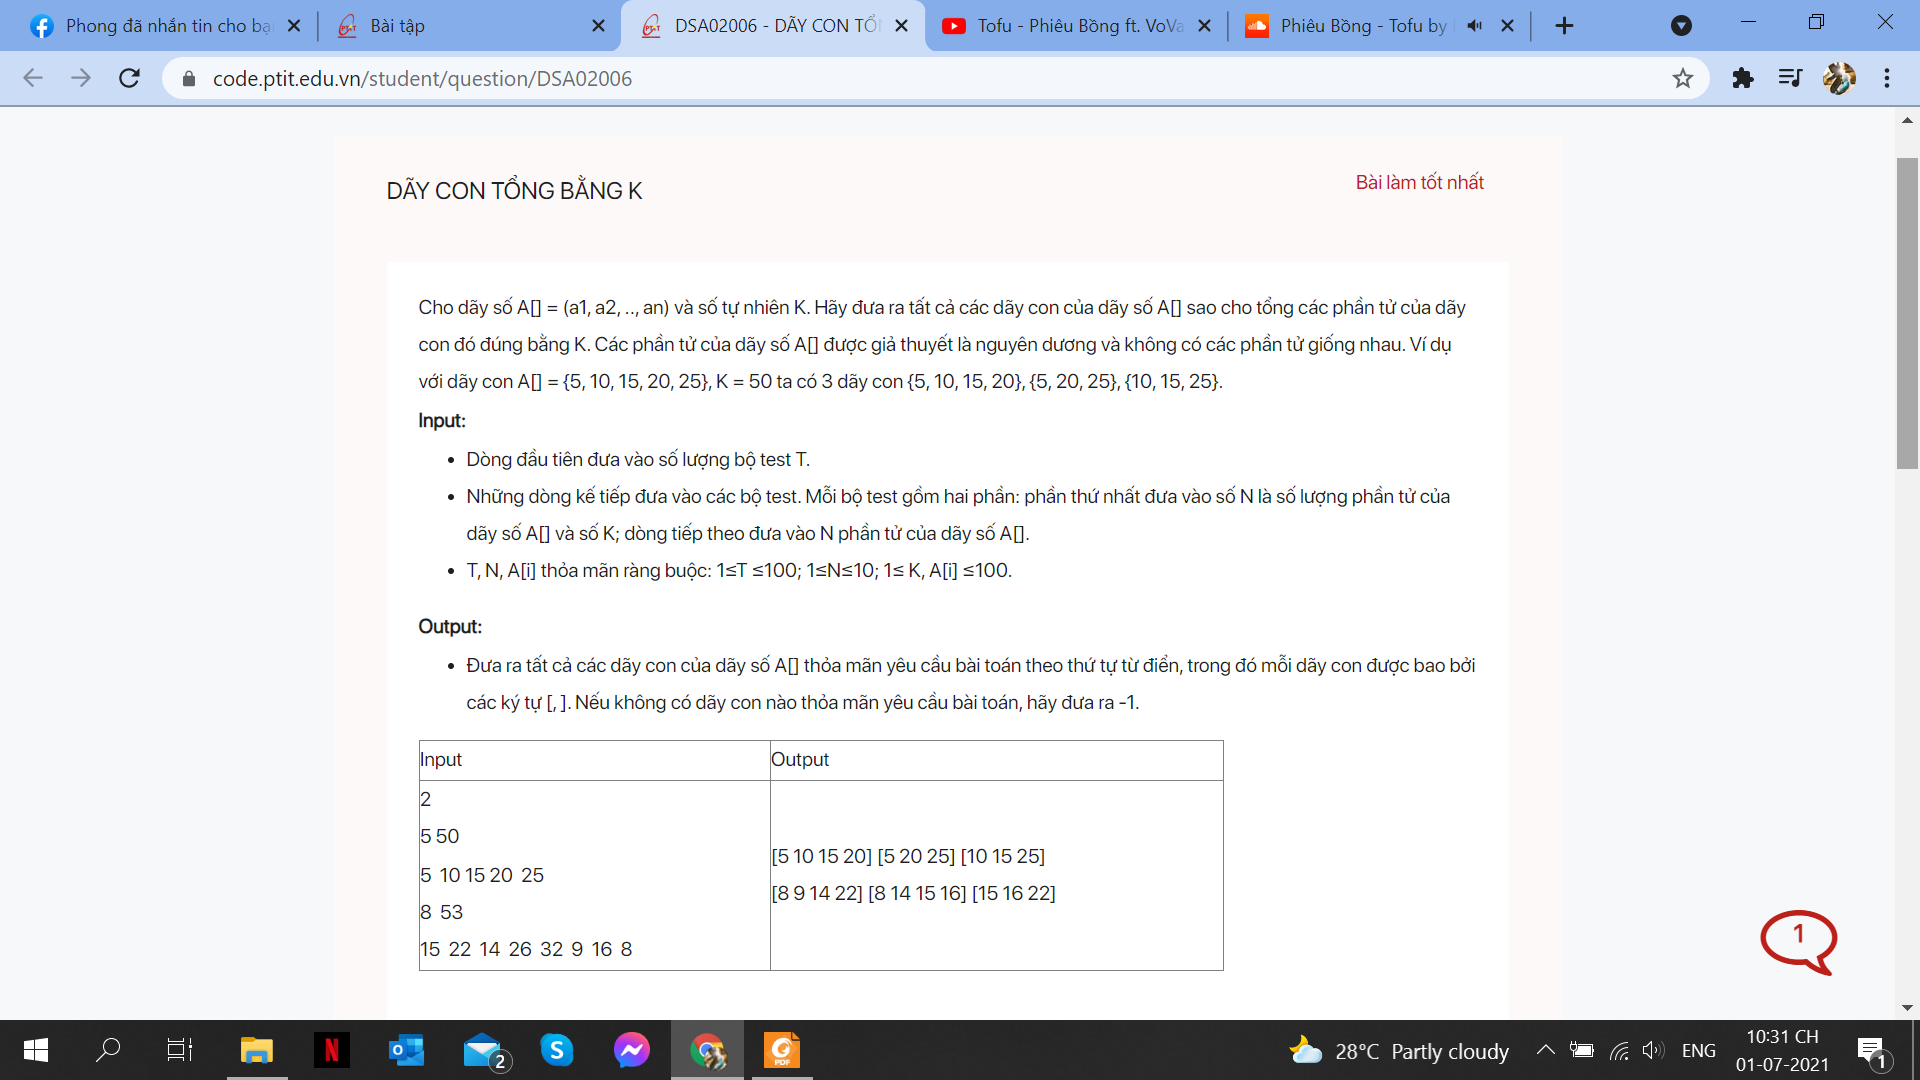 Phong đã nhắn tin cho bạ
Bài tập
DSA02006 - DÃY CON TỔN
Tofu - Phiêu Bồng ft. VoVa
Phiêu Bồng - Tofu by
code.ptit.edu.vn/student/question/DSA02006
DÃY CON TỔNG BẰNG K
Bài làm tốt nhất
Cho dãy số A[] = (a1, a2, .., an) và số tự nhiên K. Hãy đưa ra tất cả các dãy con của dãy số A[] sao cho tổng các phần tử của dãy
con đó đúng bằng K. Các phần tử của dãy số A[] được giả thuyết là nguyên dương và không có các phần tử giống nhau. Ví dụ
với dãy con A[] = {5, 10, 15, 20, 25}, K = 50 ta có 3 dãy con {5, 10, 15, 20}, {5, 20, 25}, {10, 15, 25}.
Input:
• Dòng đầu tiên đưa vào số lượng bộ test T.
• Những dòng kế tiếp đưa vào các bộ test. Mỗi bộ test gồm hai phần: phần thứ nhất đưa vào số N là số lượng phần tử của
dãy số A[] và số K; dòng tiếp theo đưa vào N phần tử của dãy số A[].
• T, N, A[i] thỏa mãn ràng buộc: 1≤T ≤100; 1≤N≤10; 1≤ K, A[i] ≤100.
Output:
• Đưa ra tất cả các dãy con của dãy số A[] thỏa mãn yêu cầu bài toán theo thứ tự từ điển, trong đó mỗi dãy con được bao bởi
các ký tự [, ]. Nếu không có dãy con nào thỏa mãn yêu cầu bài toán, hãy đưa ra -1.
Input Output
2
5 50
5 10 15 20 25
8 53
15 22 14 26 32 9 16 8
[5 10 15 20] [5 20 25] [10 15 25]
[8 9 14 22] [8 14 15 16] [15 16 22]
1
2
PDF
28°C Partly cloudy
ENG
10:31 CH
01-07-2021
1